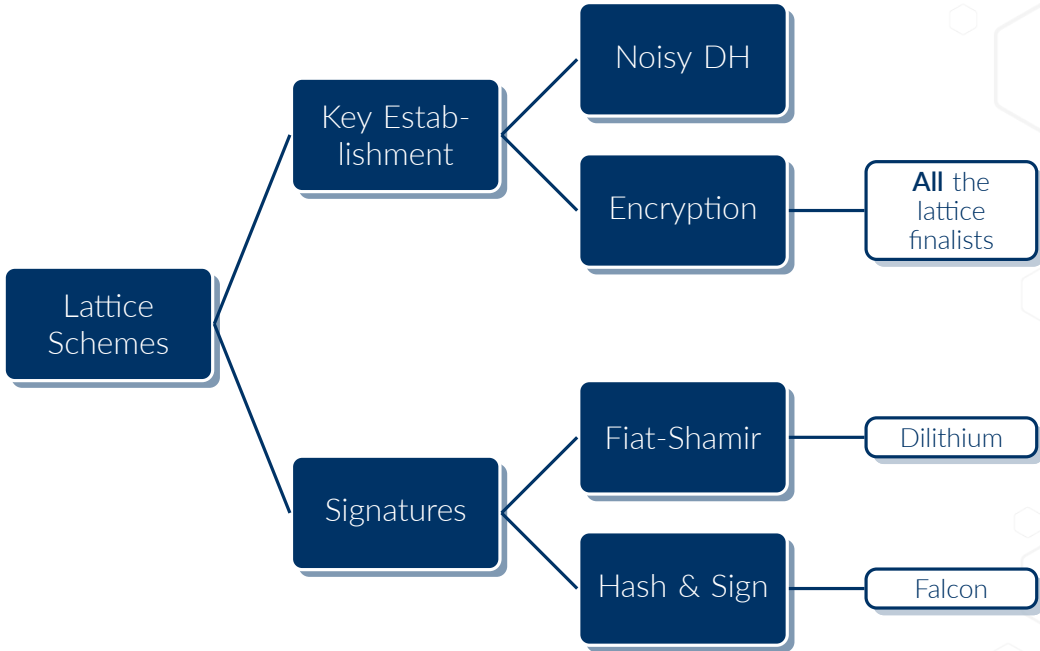 Noisy DH
Key Estab-
lishment
Encryption
All the
lattice
finalists
Lattice
Schemes
Fiat-Shamir
Dilithium
Signatures
Hash & Sign
Falcon